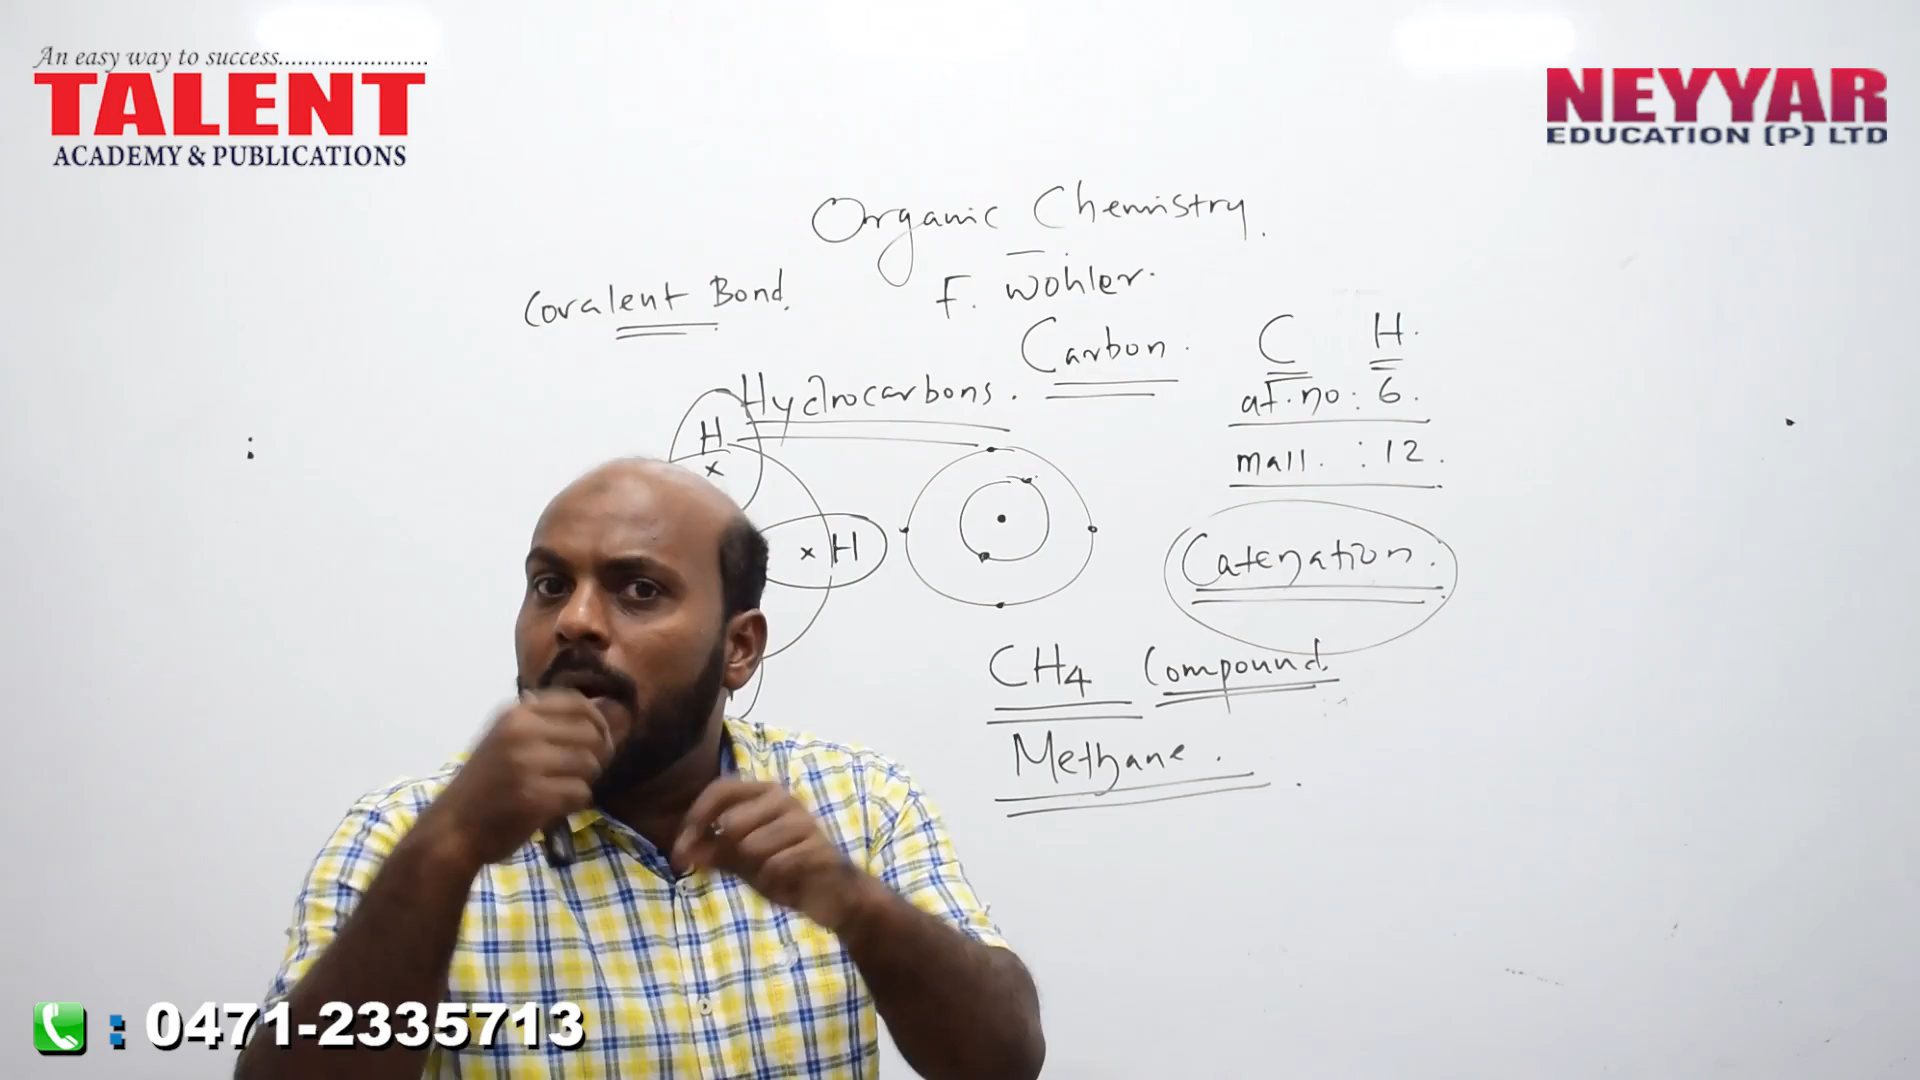 An easy way to success.......................
TALENT
ACADEMY & PUBLICATIONS
NEYYAR
EDUCATION (P) LTD
Organic Chemistry.
F. Wohler.
Covalent Bond.
Carbon.
C H.
at.no: 6.
mass. : 12.
Hydrocarbons.
H
x
x H
Catenation.
CH4 Compound.
Methane.
: 0471-2335713